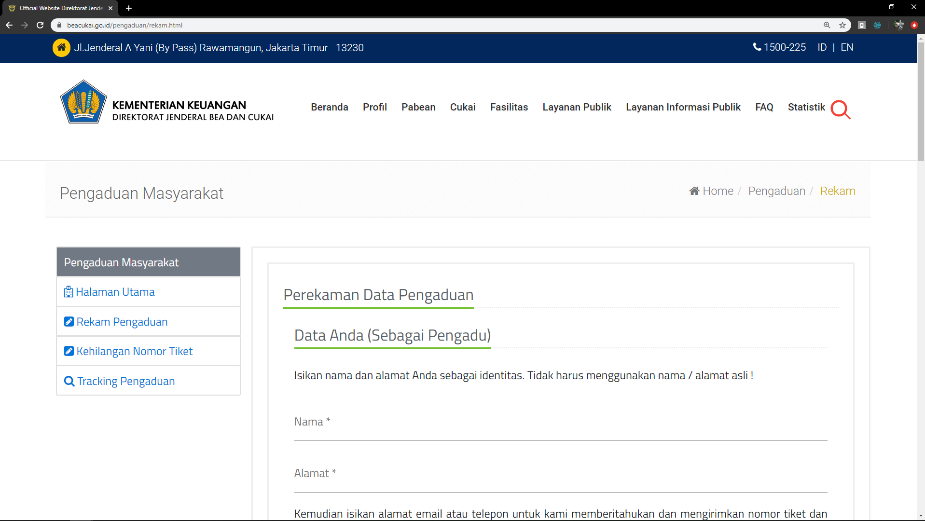 Official Website Direktorat Jende
beacukai.go.id/pengaduan/rekam.html
Jl.Jenderal A Yani (By Pass) Rawamangun, Jakarta Timur 13230
1500-225 ID | EN
KEMENTERIAN KEUANGAN
DIREKTORAT JENDERAL BEA DAN CUKAI
Beranda Profil Pabean Cukai Fasilitas Layanan Publik Layanan Informasi Publik FAQ Statistik
Pengaduan Masyarakat
Home / Pengaduan / Rekam
Pengaduan Masyarakat
Halaman Utama
Rekam Pengaduan
Kehilangan Nomor Tiket
Tracking Pengaduan
Perekaman Data Pengaduan
Data Anda (Sebagai Pengadu)
Isikan nama dan alamat Anda sebagai identitas. Tidak harus menggunakan nama / alamat asli !
Nama *
Alamat *
Kemudian isikan alamat email atau telepon untuk kami memberitahukan dan mengirimkan nomor tiket dan